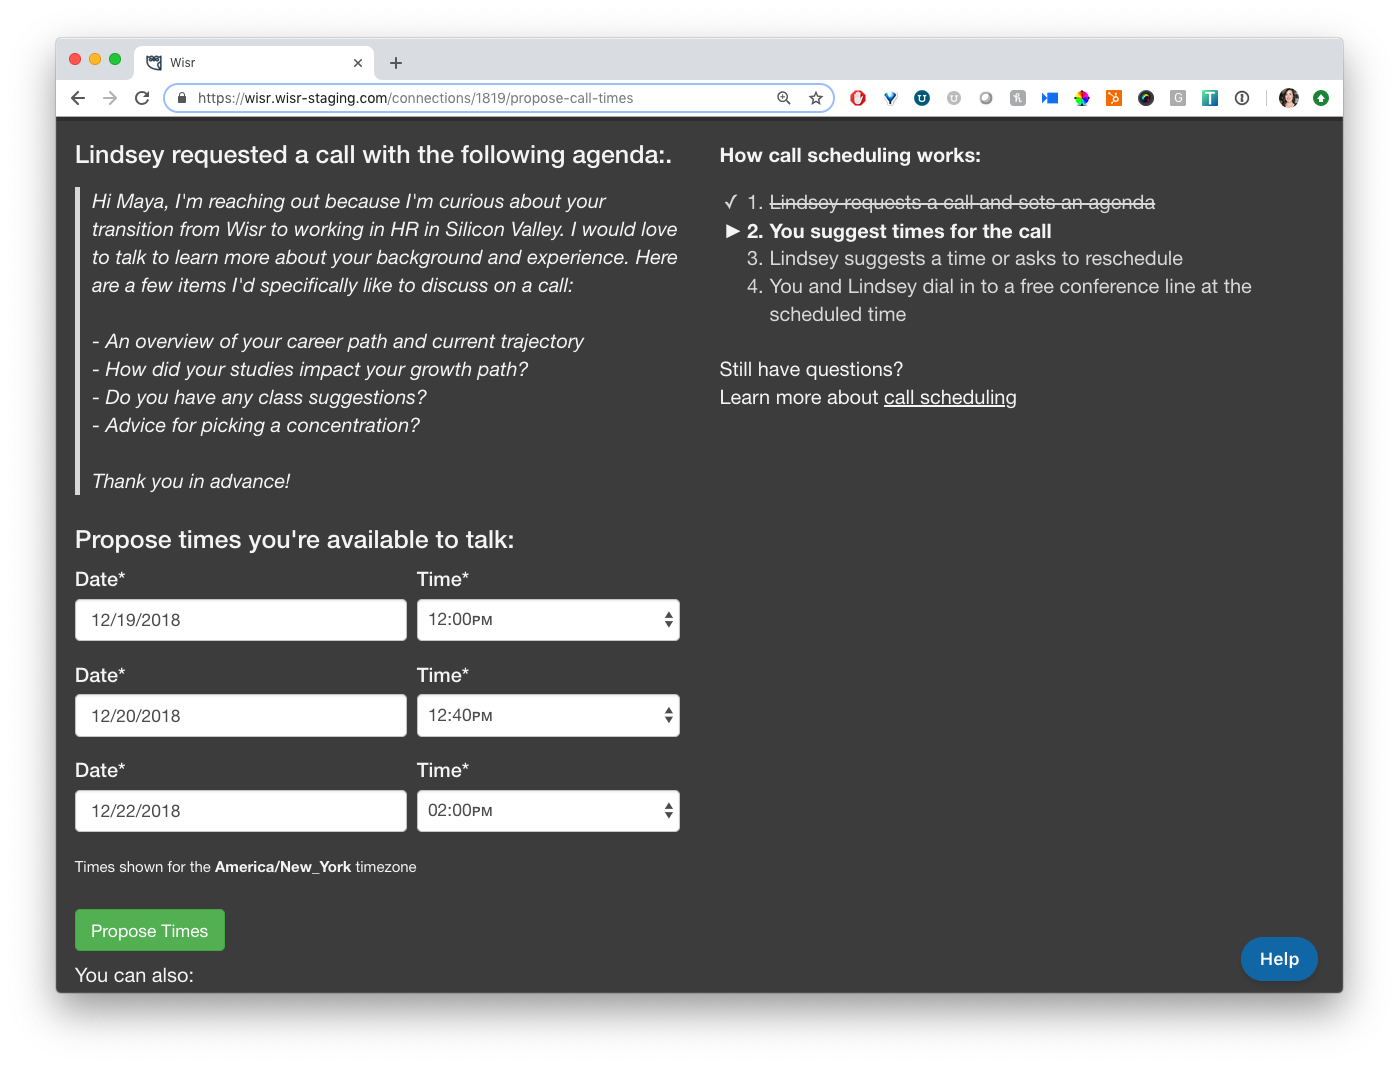 Wisr
https://wisr.wisr-staging.com/connections/1819/propose-call-times
Lindsey requested a call with the following agenda:.
Hi Maya, I'm reaching out because I'm curious about your
transition from Wisr to working in HR in Silicon Valley. I would love
to talk to learn more about your background and experience. Here
are a few items I'd specifically like to discuss on a call:
- An overview of your career path and current trajectory
- How did your studies impact your growth path?
- Do you have any class suggestions?
- Advice for picking a concentration?
Thank you in advance!
Propose times you're available to talk:
Date* Time*
12/19/2018 12:00PM
Date* Time*
12/20/2018 12:40PM
Date* Time*
12/22/2018 02:00PM
Times shown for the America/New_York timezone
Propose Times
You can also:
How call scheduling works:
✓ 1. Lindsey requests a call and sets an agenda
▶ 2. You suggest times for the call
3. Lindsey suggests a time or asks to reschedule
4. You and Lindsey dial in to a free conference line at the
scheduled time
Still have questions?
Learn more about call scheduling
Help